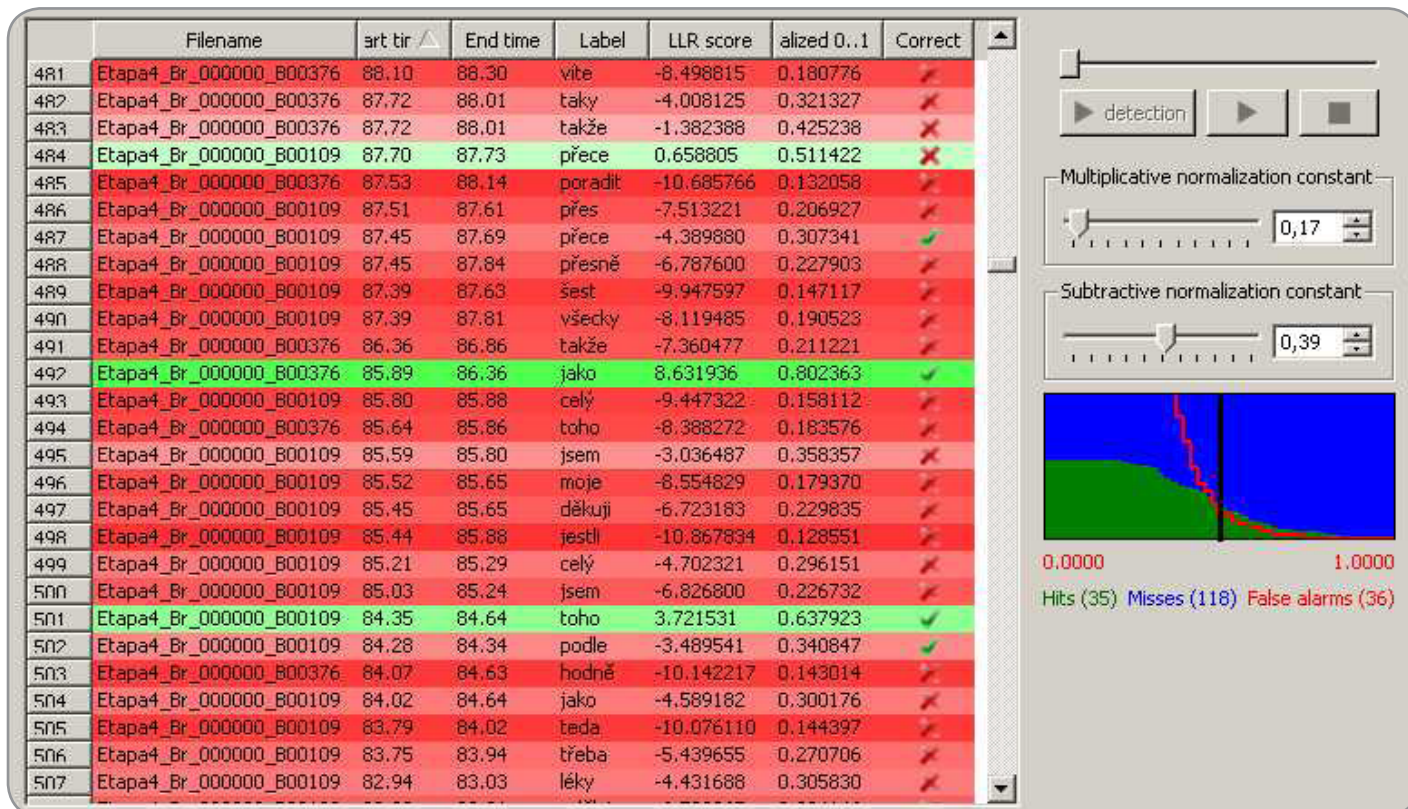 Filename art tir End time Label LLR score alized 0..1 Correct
481 Etapa4_Br_000000_B00376 88.10 88.30 víte -8.498815 0.180776
482 Etapa4_Br_000000_B00376 87.72 88.01 taky -4.008125 0.321327
483 Etapa4_Br_000000_B00376 87.72 88.01 takže -1.382388 0.425238
484 Etapa4_Br_000000_B00109 87.70 87.73 přece 0.658805 0.511422
485 Etapa4_Br_000000_B00376 87.53 88.14 poradit -10.685766 0.132058
486 Etapa4_Br_000000_B00109 87.51 87.61 přes -7.513221 0.206927
487 Etapa4_Br_000000_B00109 87.45 87.69 přece -4.389880 0.307341
488 Etapa4_Br_000000_B00109 87.45 87.84 přesně -6.787600 0.227903
489 Etapa4_Br_000000_B00109 87.39 87.63 šest -9.947597 0.147117
490 Etapa4_Br_000000_B00109 87.39 87.81 všecky -8.119485 0.190523
491 Etapa4_Br_000000_B00376 86.36 86.86 takže -7.360477 0.211221
492 Etapa4_Br_000000_B00376 85.89 86.36 jako 8.631936 0.802363
493 Etapa4_Br_000000_B00109 85.80 85.88 celý -9.447322 0.158112
494 Etapa4_Br_000000_B00376 85.64 85.86 toho -8.388272 0.183576
495 Etapa4_Br_000000_B00109 85.59 85.80 jsem -3.036487 0.358357
496 Etapa4_Br_000000_B00109 85.52 85.65 moje -8.554829 0.179370
497 Etapa4_Br_000000_B00109 85.45 85.65 děkuji -6.723183 0.229835
498 Etapa4_Br_000000_B00109 85.44 85.88 jestli -10.867834 0.128551
499 Etapa4_Br_000000_B00109 85.21 85.29 celý -4.702321 0.296151
500 Etapa4_Br_000000_B00109 85.03 85.24 jsem -6.826800 0.226732
501 Etapa4_Br_000000_B00109 84.35 84.64 toho 3.721531 0.637923
502 Etapa4_Br_000000_B00109 84.28 84.34 podle -3.489541 0.340847
503 Etapa4_Br_000000_B00376 84.07 84.63 hodně -10.142217 0.143014
504 Etapa4_Br_000000_B00109 84.02 84.64 jako -4.589182 0.300176
505 Etapa4_Br_000000_B00109 83.79 84.02 teda -10.076110 0.144397
506 Etapa4_Br_000000_B00109 83.75 83.94 třeba -5.439655 0.270706
507 Etapa4_Br_000000_B00109 82.94 83.03 léky -4.431688 0.305830
detection
Multiplicative normalization constant
0,17
Subtractive normalization constant
0,39
0.0000 1.0000
Hits (35) Misses (118) False alarms (36)